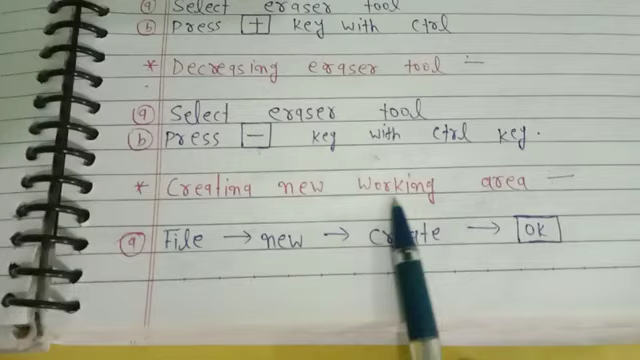 (a) Select eraser tool
(b) Press [+] key with ctrl
* Decreasing eraser tool :-
(a) Select eraser tool
(b) press [-] key with ctrl key.
* Creating new working area —
(a) File → new → create → [OK]